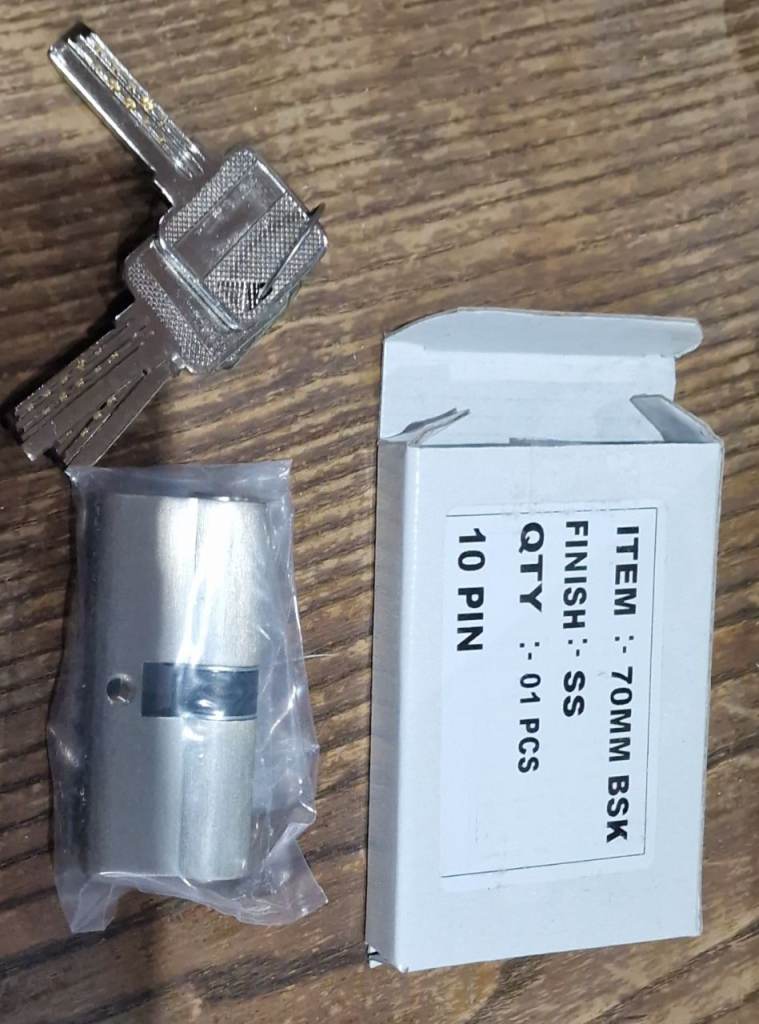 ITEM :- 70MM BSK
FINISH:- SS
QTY :- 01 PCS
10 PIN